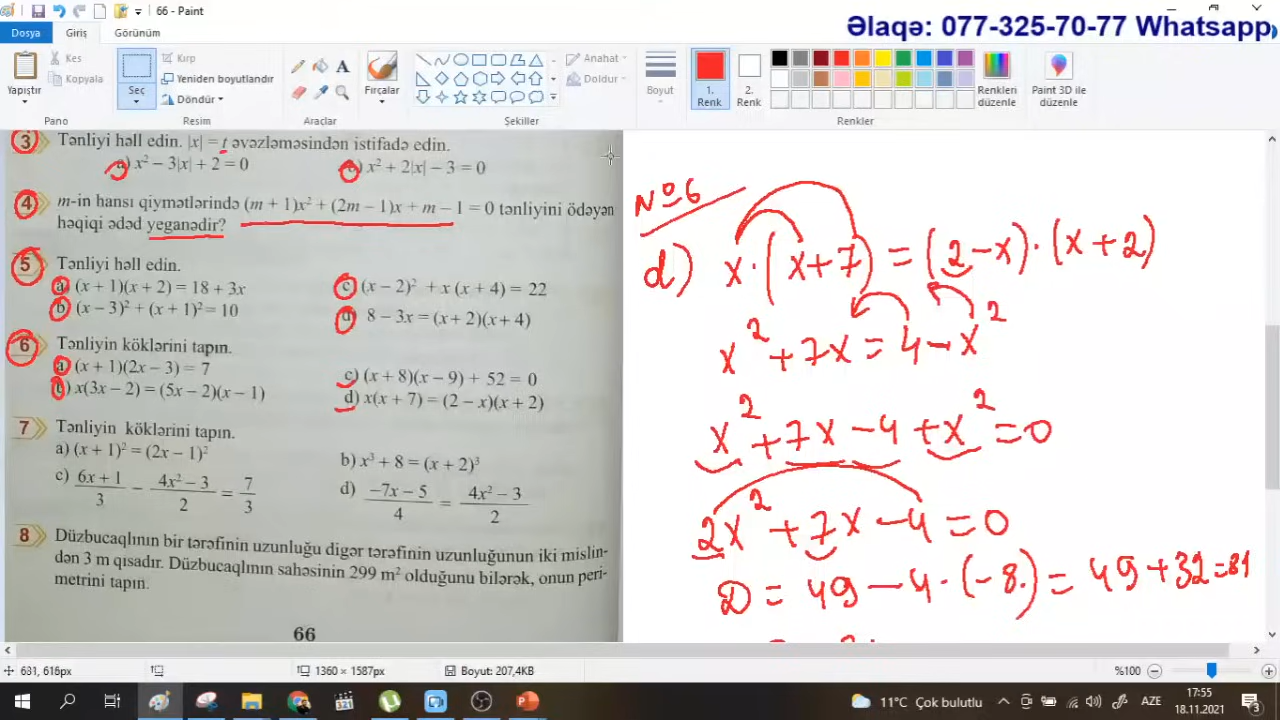 66 - Paint
Əlaqə: 077-325-70-77 Whatsapp
Dosya Giriş Görünüm
Yapıştır Kes Kopyala Pano
Seç Kırp Yeniden boyutlandır Döndür Resim
Araçlar
Fırçalar
Anahat Doldur Şekiller
Boyut
1. Renk 2. Renk Renkleri düzenle Renkler
Paint 3D ile düzenle
3 Tənliyi həll edin. |x| = t əvəzləməsindən istifadə edin.
a) x² − 3|x| + 2 = 0
x² + 2|x| − 3 = 0
4 m-in hansı qiymətlərində (m + 1)x² + (2m − 1)x + m − 1 = 0 tənliyini ödəyən
həqiqi ədəd yeganədir?
5 Tənliyi həll edin.
a (x + 1)(x + 2) = 18 + 3x
c (x − 2)² + x (x + 4) = 22
b (x − 3)² + (x + 1)² = 10
d) 8 − 3x = (x + 2)(x + 4)
6 Tənliyin köklərini tapın.
a (x + 1)(2x − 3) = 7
c) (x + 8)(x − 9) + 52 = 0
x(3x − 2) = (5x − 2)(x − 1)
d) x(x + 7) = (2 − x)(x + 2)
7 Tənliyin köklərini tapın.
a) (x + 1)² = (2x − 1)²
b) x³ + 8 = (x + 2)³
c) (6x + 1)/3 − (4x² − 3)/2 = 7/3
d) (−7x − 5)/4 = (4x² − 3)/2
8 Düzbucaqlının bir tərəfinin uzunluğu digər tərəfinin uzunluğunun iki mislin-
dən 3 m qısadır. Düzbucaqlının sahəsinin 299 m² olduğunu bilərək, onun peri-
metrini tapın.
66
№6
d) x·(x+7) = (2−x)·(x+2)
x²+7x=4−x²
x²+7x−4+x²=0
2x²+7x−4=0
D=49−4·(−8)=49+32=81
631, 616px 1360 × 1587px Boyut: 207,4KB %100
11°C Çok bulutlu AZE 17:55
18.11.2021
3